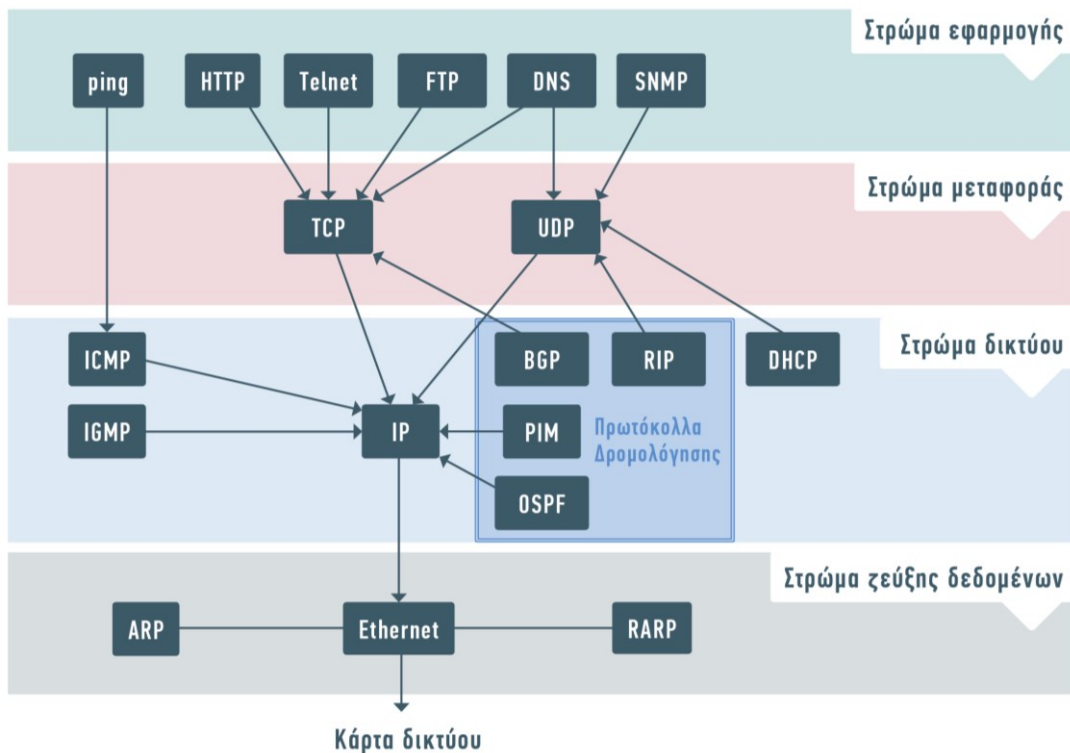 Στρώμα εφαρμογής
ping
HTTP
Telnet
FTP
DNS
SNMP
Στρώμα μεταφοράς
TCP
UDP
Στρώμα δικτύου
ICMP
BGP
RIP
DHCP
IGMP
IP
PIM
Πρωτόκολλα
Δρομολόγησης
OSPF
Στρώμα ζεύξης δεδομένων
ARP
Ethernet
RARP
Κάρτα δικτύου